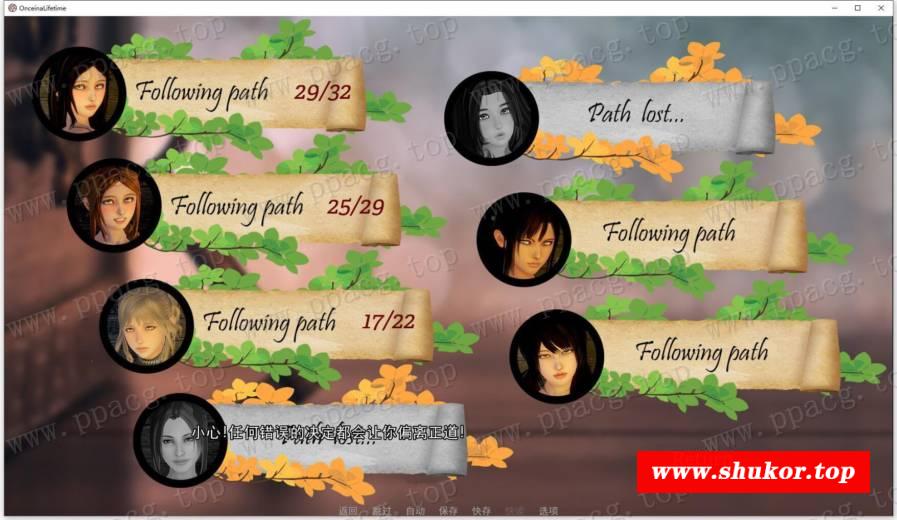 OnceinaLifetime
Following path 29/32
Path lost...
Following path 25/29
Following path
Following path 17/22
Following path
小心!任何错误的决定都会让你偏离正道!
Path lost...
www.shukor.top
返回 跳过 自动 保存 快存 快读 选项
www.ppacg.top